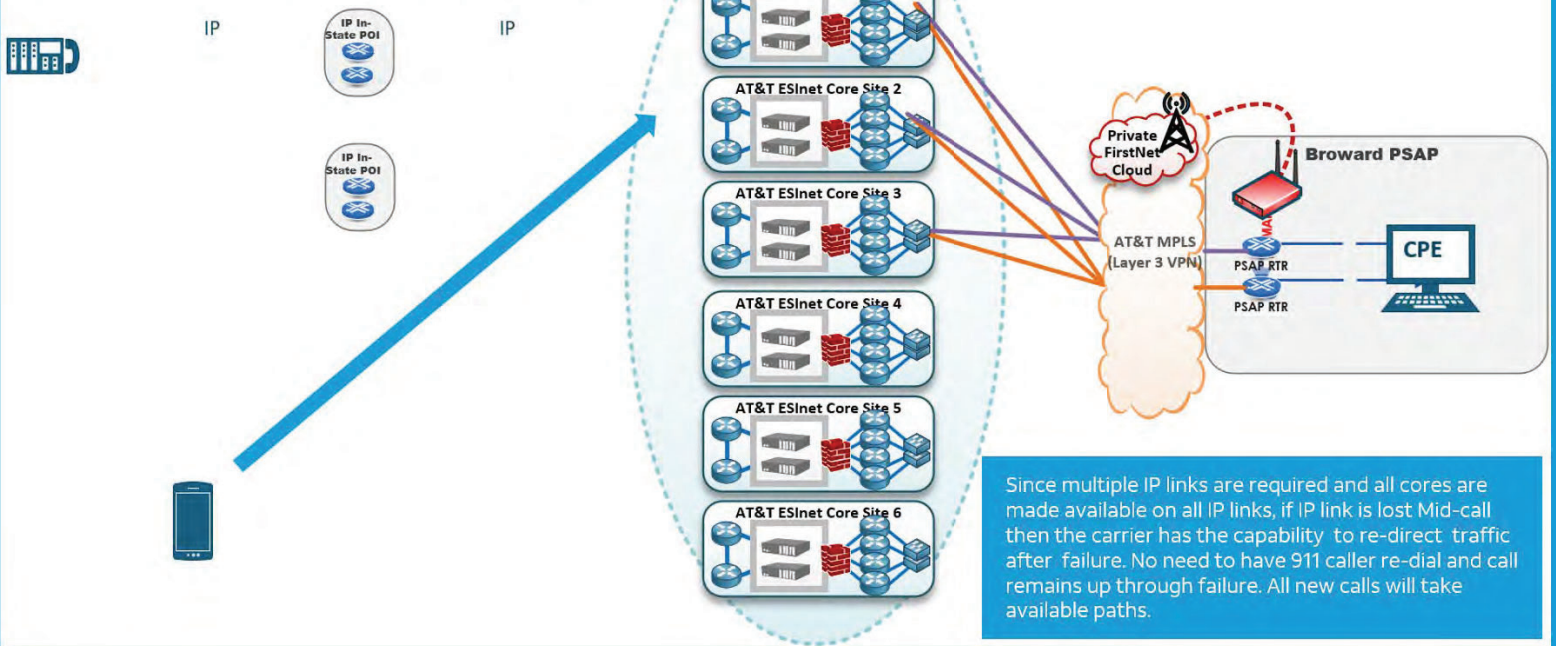 IP
IP In-
State POI
IP
IP In-
State POI
AT&T ESInet Core Site 2
AT&T ESInet Core Site 3
AT&T ESInet Core Site 4
AT&T ESInet Core Site 5
AT&T ESInet Core Site 6
Private
FirstNet
Cloud
AT&T MPLS
(Layer 3 VPN)
Broward PSAP
PSAP RTR
PSAP RTR
CPE
Since multiple IP links are required and all cores are
made available on all IP links, if IP link is lost Mid-call
then the carrier has the capability to re-direct traffic
after failure. No need to have 911 caller re-dial and call
remains up through failure. All new calls will take
available paths.